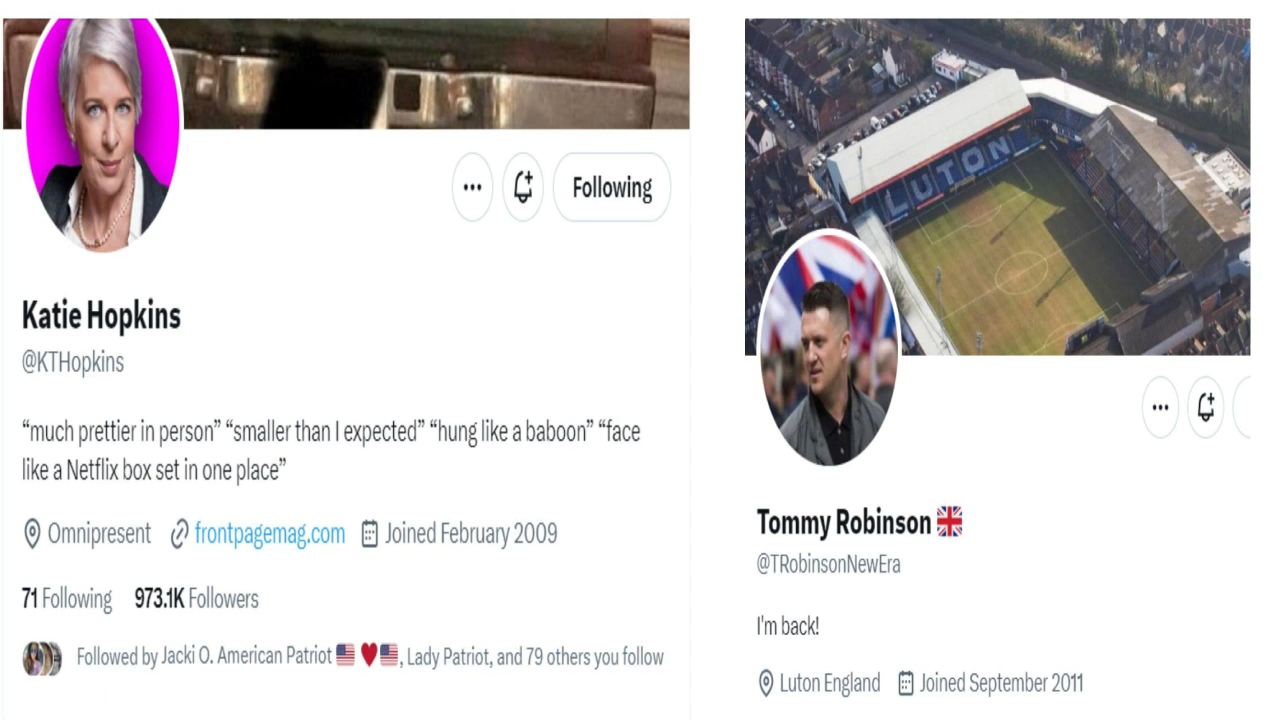 Following
Katie Hopkins
@KTHopkins
“much prettier in person” “smaller than I expected” “hung like a baboon” “face
like a Netflix box set in one place”
Omnipresent frontpagemag.com Joined February 2009
71 Following 973.1K Followers
Followed by Jacki O. American Patriot 🇺🇸❤️🇺🇸, Lady Patriot, and 79 others you follow
LUTON
Tommy Robinson 🇬🇧
@TRobinsonNewEra
I'm back!
Luton England Joined September 2011